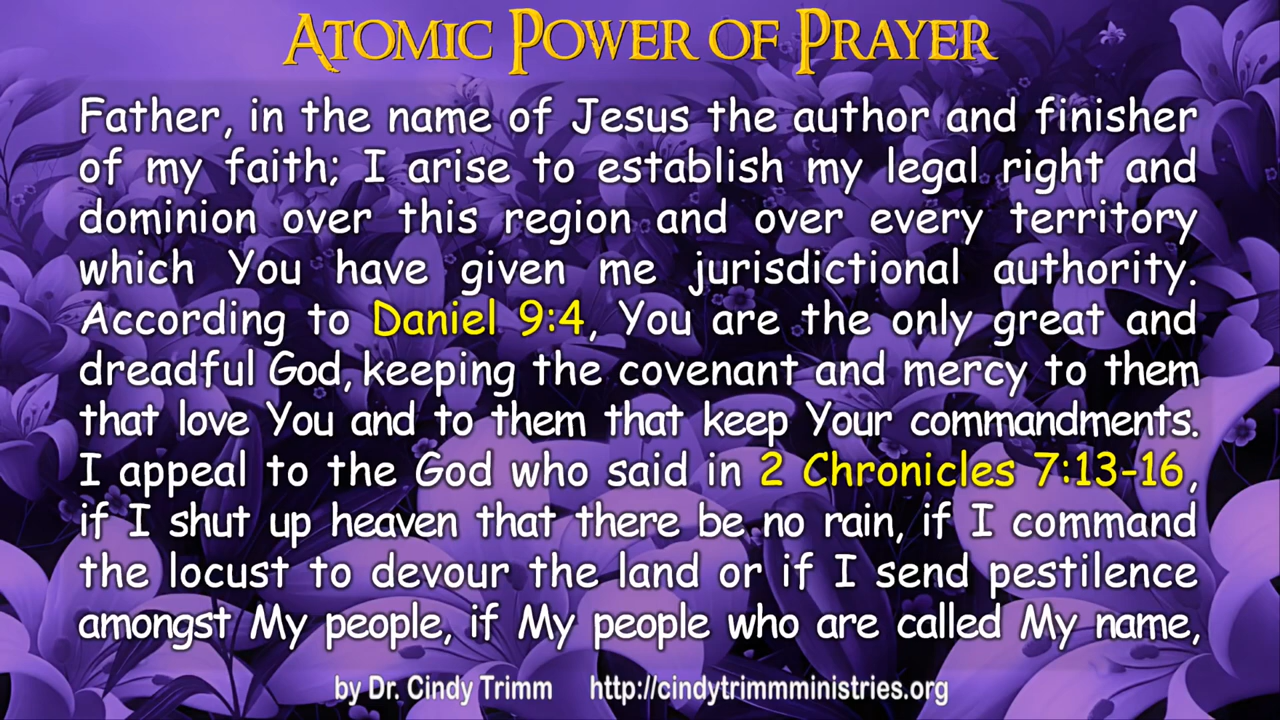 Atomic Power of Prayer
Father, in the name of Jesus the author and finisher
of my faith; I arise to establish my legal right and
dominion over this region and over every territory
which You have given me jurisdictional authority.
According to Daniel 9:4, You are the only great and
dreadful God, keeping the covenant and mercy to them
that love You and to them that keep Your commandments.
I appeal to the God who said in 2 Chronicles 7:13-16,
if I shut up heaven that there be no rain, if I command
the locust to devour the land or if I send pestilence
amongst My people, if My people who are called My name,
by Dr. Cindy Trimm http://cindytrimmministries.org